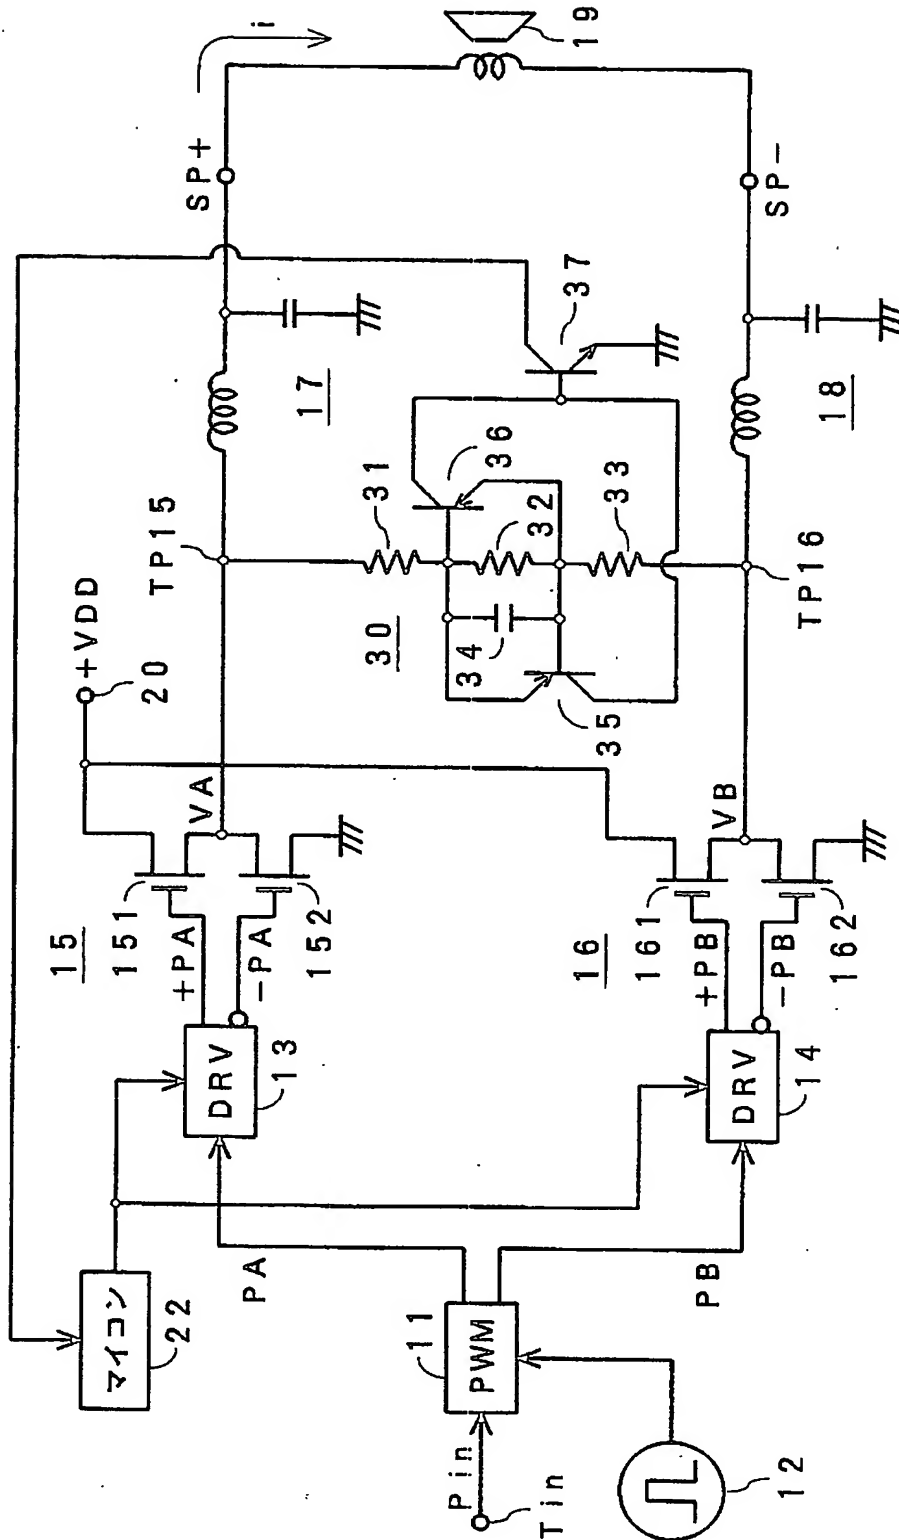 マイコン
22
PA
PB
PWM
11
Pin
Tin
12
DRV
13
DRV
14
15
151
+PA
-PA
152
16
161
+PB
-PB
162
+VDD
20
VA
VB
TP15
TP16
30
31
32
33
34
35
36
37
17
18
SP+
SP-
i
19